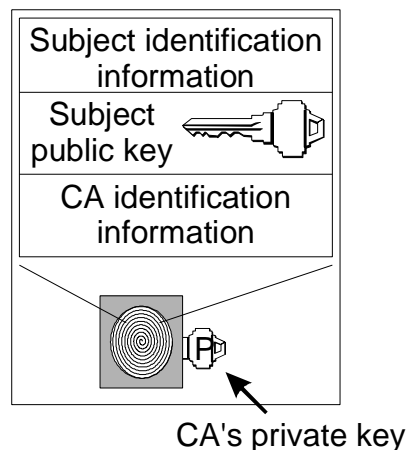 Subject identification
information
Subject
public key
CA identification
information
P
CA's private key